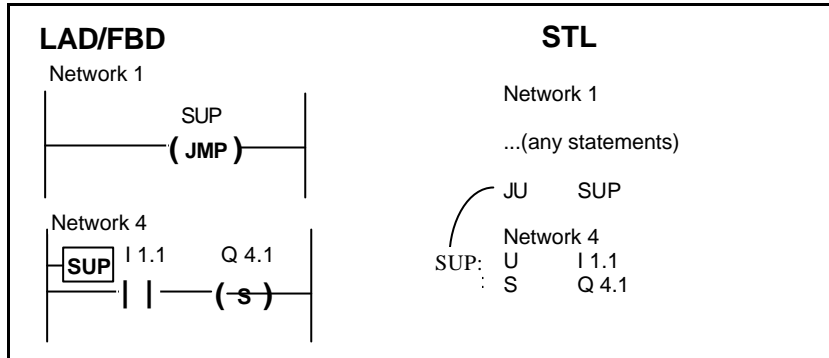 LAD/FBD
Network 1
SUP
( JMP )
Network 4
SUP
I 1.1
Q 4.1
( S )
STL
Network 1
...(any statements)
JU SUP
Network 4
SUP: U I 1.1
: S Q 4.1